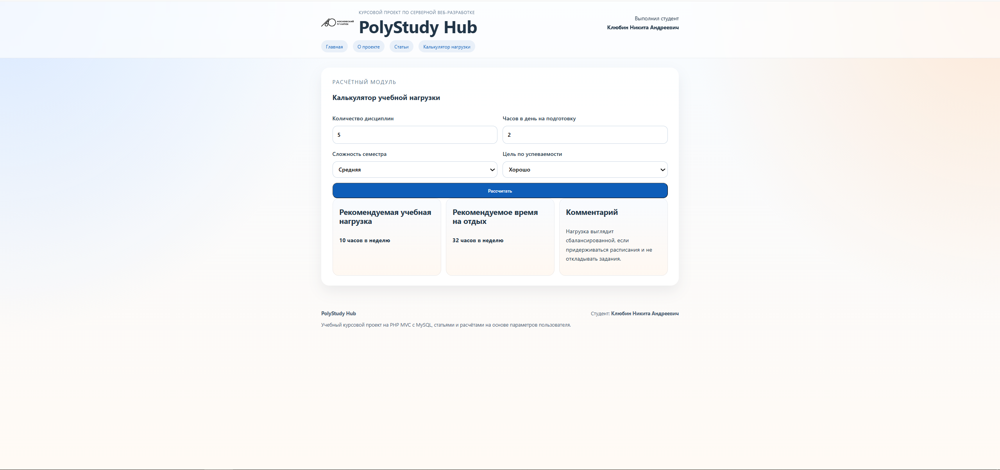 КУРСОВОЙ ПРОЕКТ ПО СЕРВЕРНОЙ ВЕБ-РАЗРАБОТКЕ
московский
политех
PolyStudy Hub
Выполнил студент
Клюбин Никита Андреевич
Главная
О проекте
Статьи
Калькулятор нагрузки
РАСЧЁТНЫЙ МОДУЛЬ
Калькулятор учебной нагрузки
Количество дисциплин
5
Часов в день на подготовку
2
Сложность семестра
Средняя
Цель по успеваемости
Хорошо
Рассчитать
Рекомендуемая учебная
нагрузка
10 часов в неделю
Рекомендуемое время
на отдых
32 часов в неделю
Комментарий
Нагрузка выглядит
сбалансированной, если
придерживаться расписания и не
откладывать задания.
PolyStudy Hub
Студент: Клюбин Никита Андреевич
Учебный курсовой проект на PHP MVC с MySQL, статьями и расчётами на основе параметров пользователя.